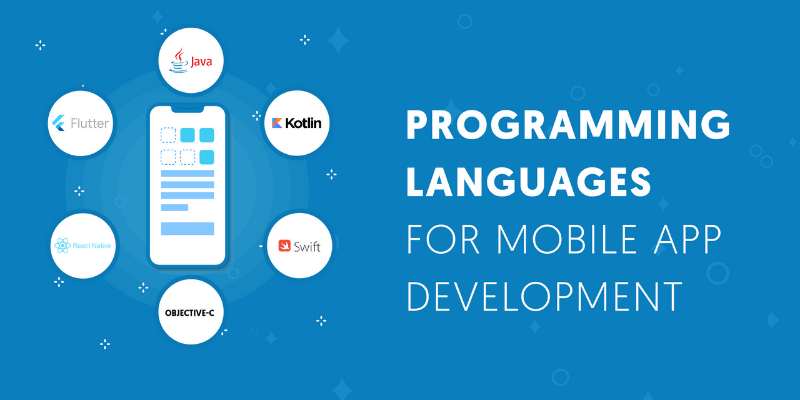 Java
Flutter
Kotlin
React Native
Swift
OBJECTIVE-C
PROGRAMMING
LANGUAGES
FOR MOBILE APP
DEVELOPMENT